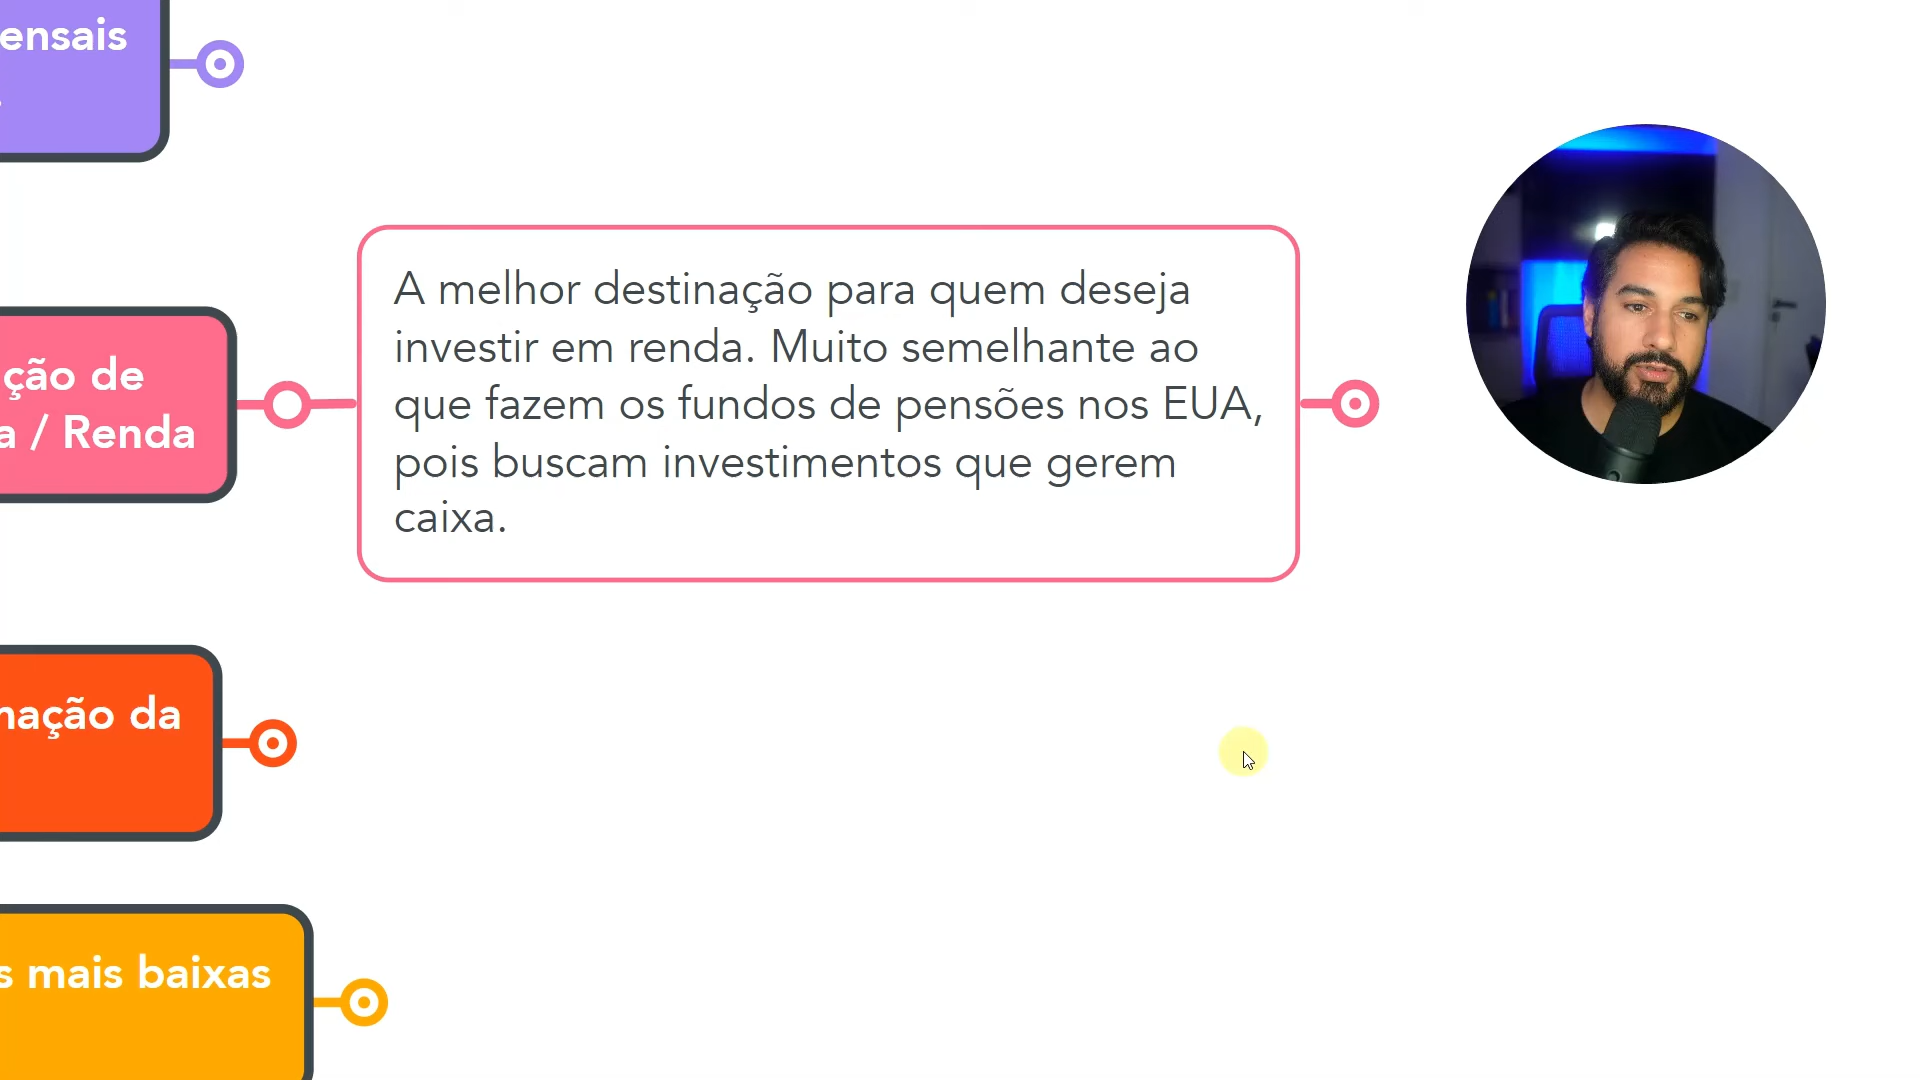 ensais
ção de
a / Renda
A melhor destinação para quem deseja
investir em renda. Muito semelhante ao
que fazem os fundos de pensões nos EUA,
pois buscam investimentos que gerem
caixa.
nação da
s mais baixas